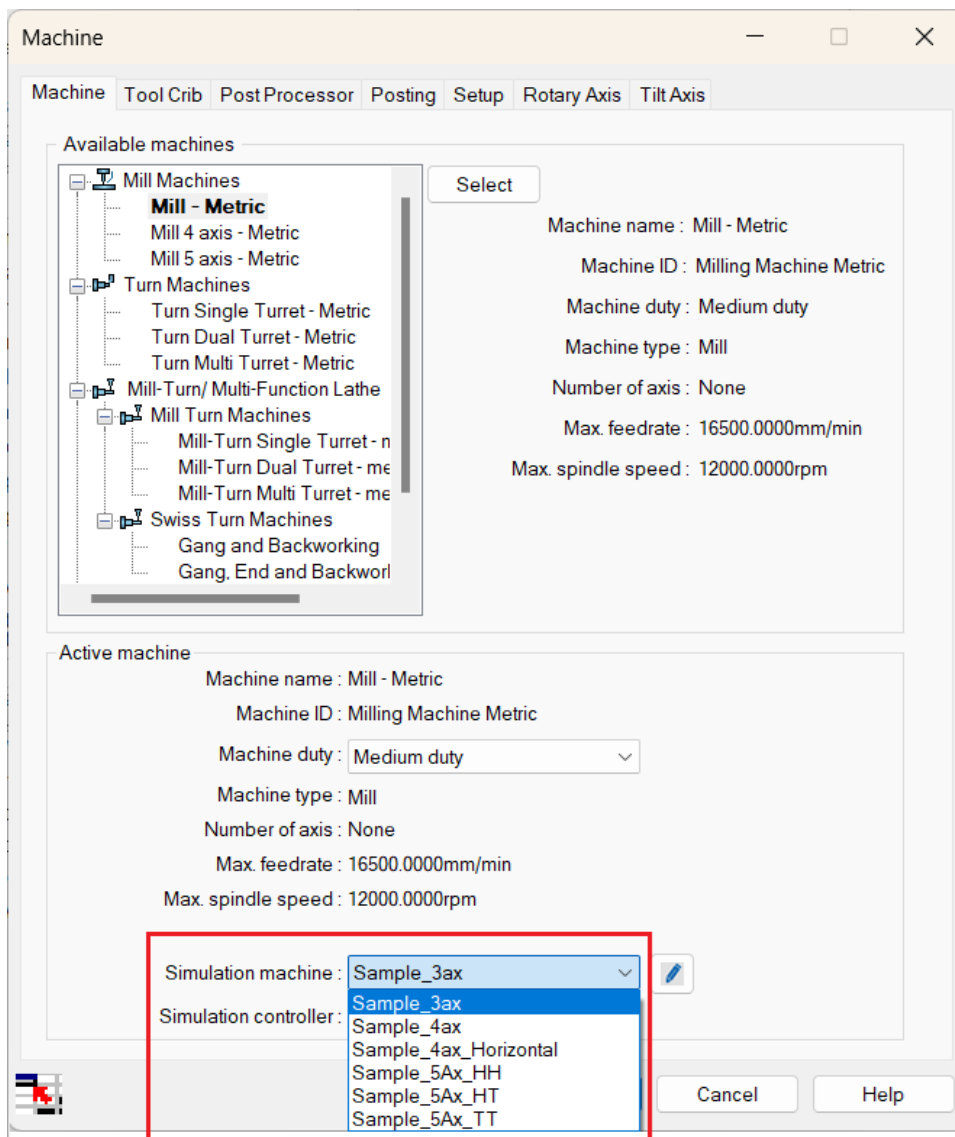 Machine
Machine Tool Crib Post Processor Posting Setup Rotary Axis Tilt Axis
Available machines
Mill Machines
Mill - Metric
Mill 4 axis - Metric
Mill 5 axis - Metric
Turn Machines
Turn Single Turret - Metric
Turn Dual Turret - Metric
Turn Multi Turret - Metric
Mill-Turn/ Multi-Function Lathe
Mill Turn Machines
Mill-Turn Single Turret - m
Mill-Turn Dual Turret - me
Mill-Turn Multi Turret - me
Swiss Turn Machines
Gang and Backworking
Gang, End and Backworl
Select
Machine name : Mill - Metric
Machine ID : Milling Machine Metric
Machine duty : Medium duty
Machine type : Mill
Number of axis : None
Max. feedrate : 16500.0000mm/min
Max. spindle speed : 12000.0000rpm
Active machine
Machine name : Mill - Metric
Machine ID : Milling Machine Metric
Machine duty : Medium duty
Machine type : Mill
Number of axis : None
Max. feedrate : 16500.0000mm/min
Max. spindle speed : 12000.0000rpm
Simulation machine : Sample_3ax
Simulation controller :
Sample_3ax
Sample_4ax
Sample_4ax_Horizontal
Sample_5Ax_HH
Sample_5Ax_HT
Sample_5Ax_TT
Cancel Help